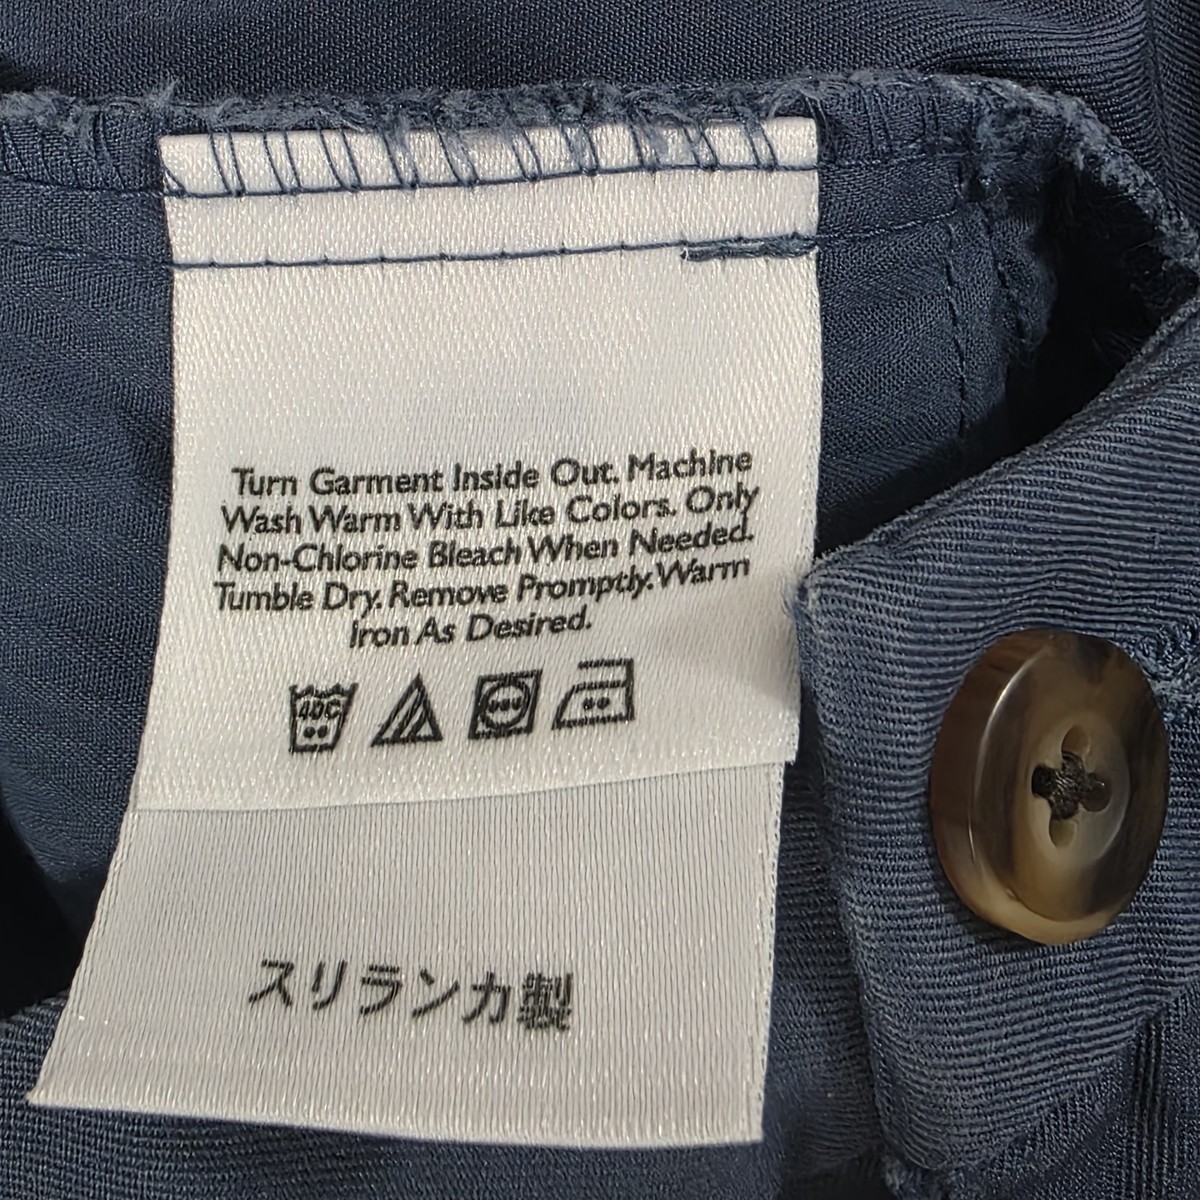 Turn Garment Inside Out. Machine
Wash Warm With Like Colors. Only
Non-Chlorine Bleach When Needed.
Tumble Dry. Remove Promptly. Warm
Iron As Desired.
40C
スリランカ製